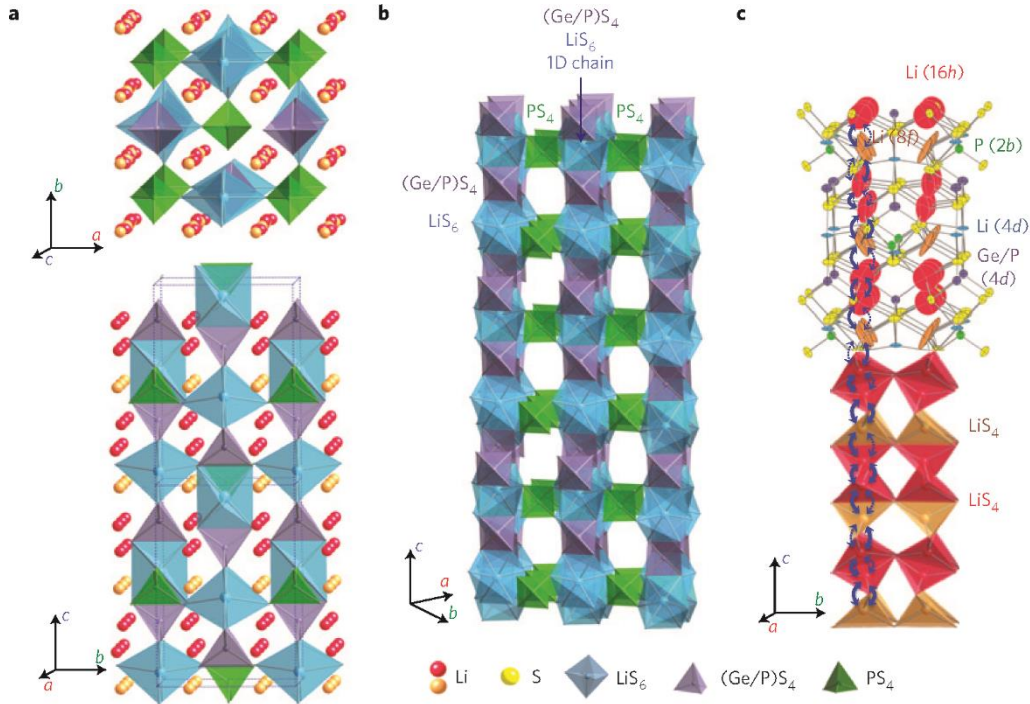 a
b
a
c
c
b
a
b
(Ge/P)S4
LiS6
1D chain
PS4
PS4
(Ge/P)S4
LiS6
c
a
b
c
Li (16h)
Li (8f)
P (2b)
Li (4d)
Ge/P
(4d)
LiS4
LiS4
c
b
a
Li
S
LiS6
(Ge/P)S4
PS4